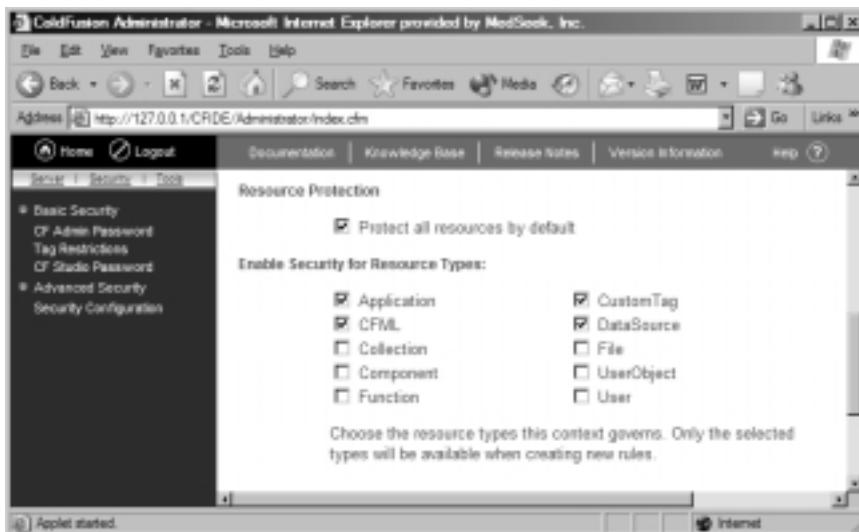 ColdFusion Administrator - Microsoft Internet Explorer provided by MedSeek, Inc.
File Edit View Favorites Tools Help
Back Search Favorites Media
Address http://127.0.0.1/CFIDE/Administrator/index.cfm Go Links
Home Logout Documentation | Knowledge Base | Release Notes | Version Information Help ?
Server | Security | Tools
Basic Security
CF Admin Password
Tag Restrictions
CF Studio Password
Advanced Security
Security Configuration
Resource Protection
Protect all resources by default
Enable Security for Resource Types:
Application CustomTag
CFML DataSource
Collection File
Component UserObject
Function User
Choose the resource types this context governs. Only the selected
types will be available when creating new rules.
Applet started. Internet